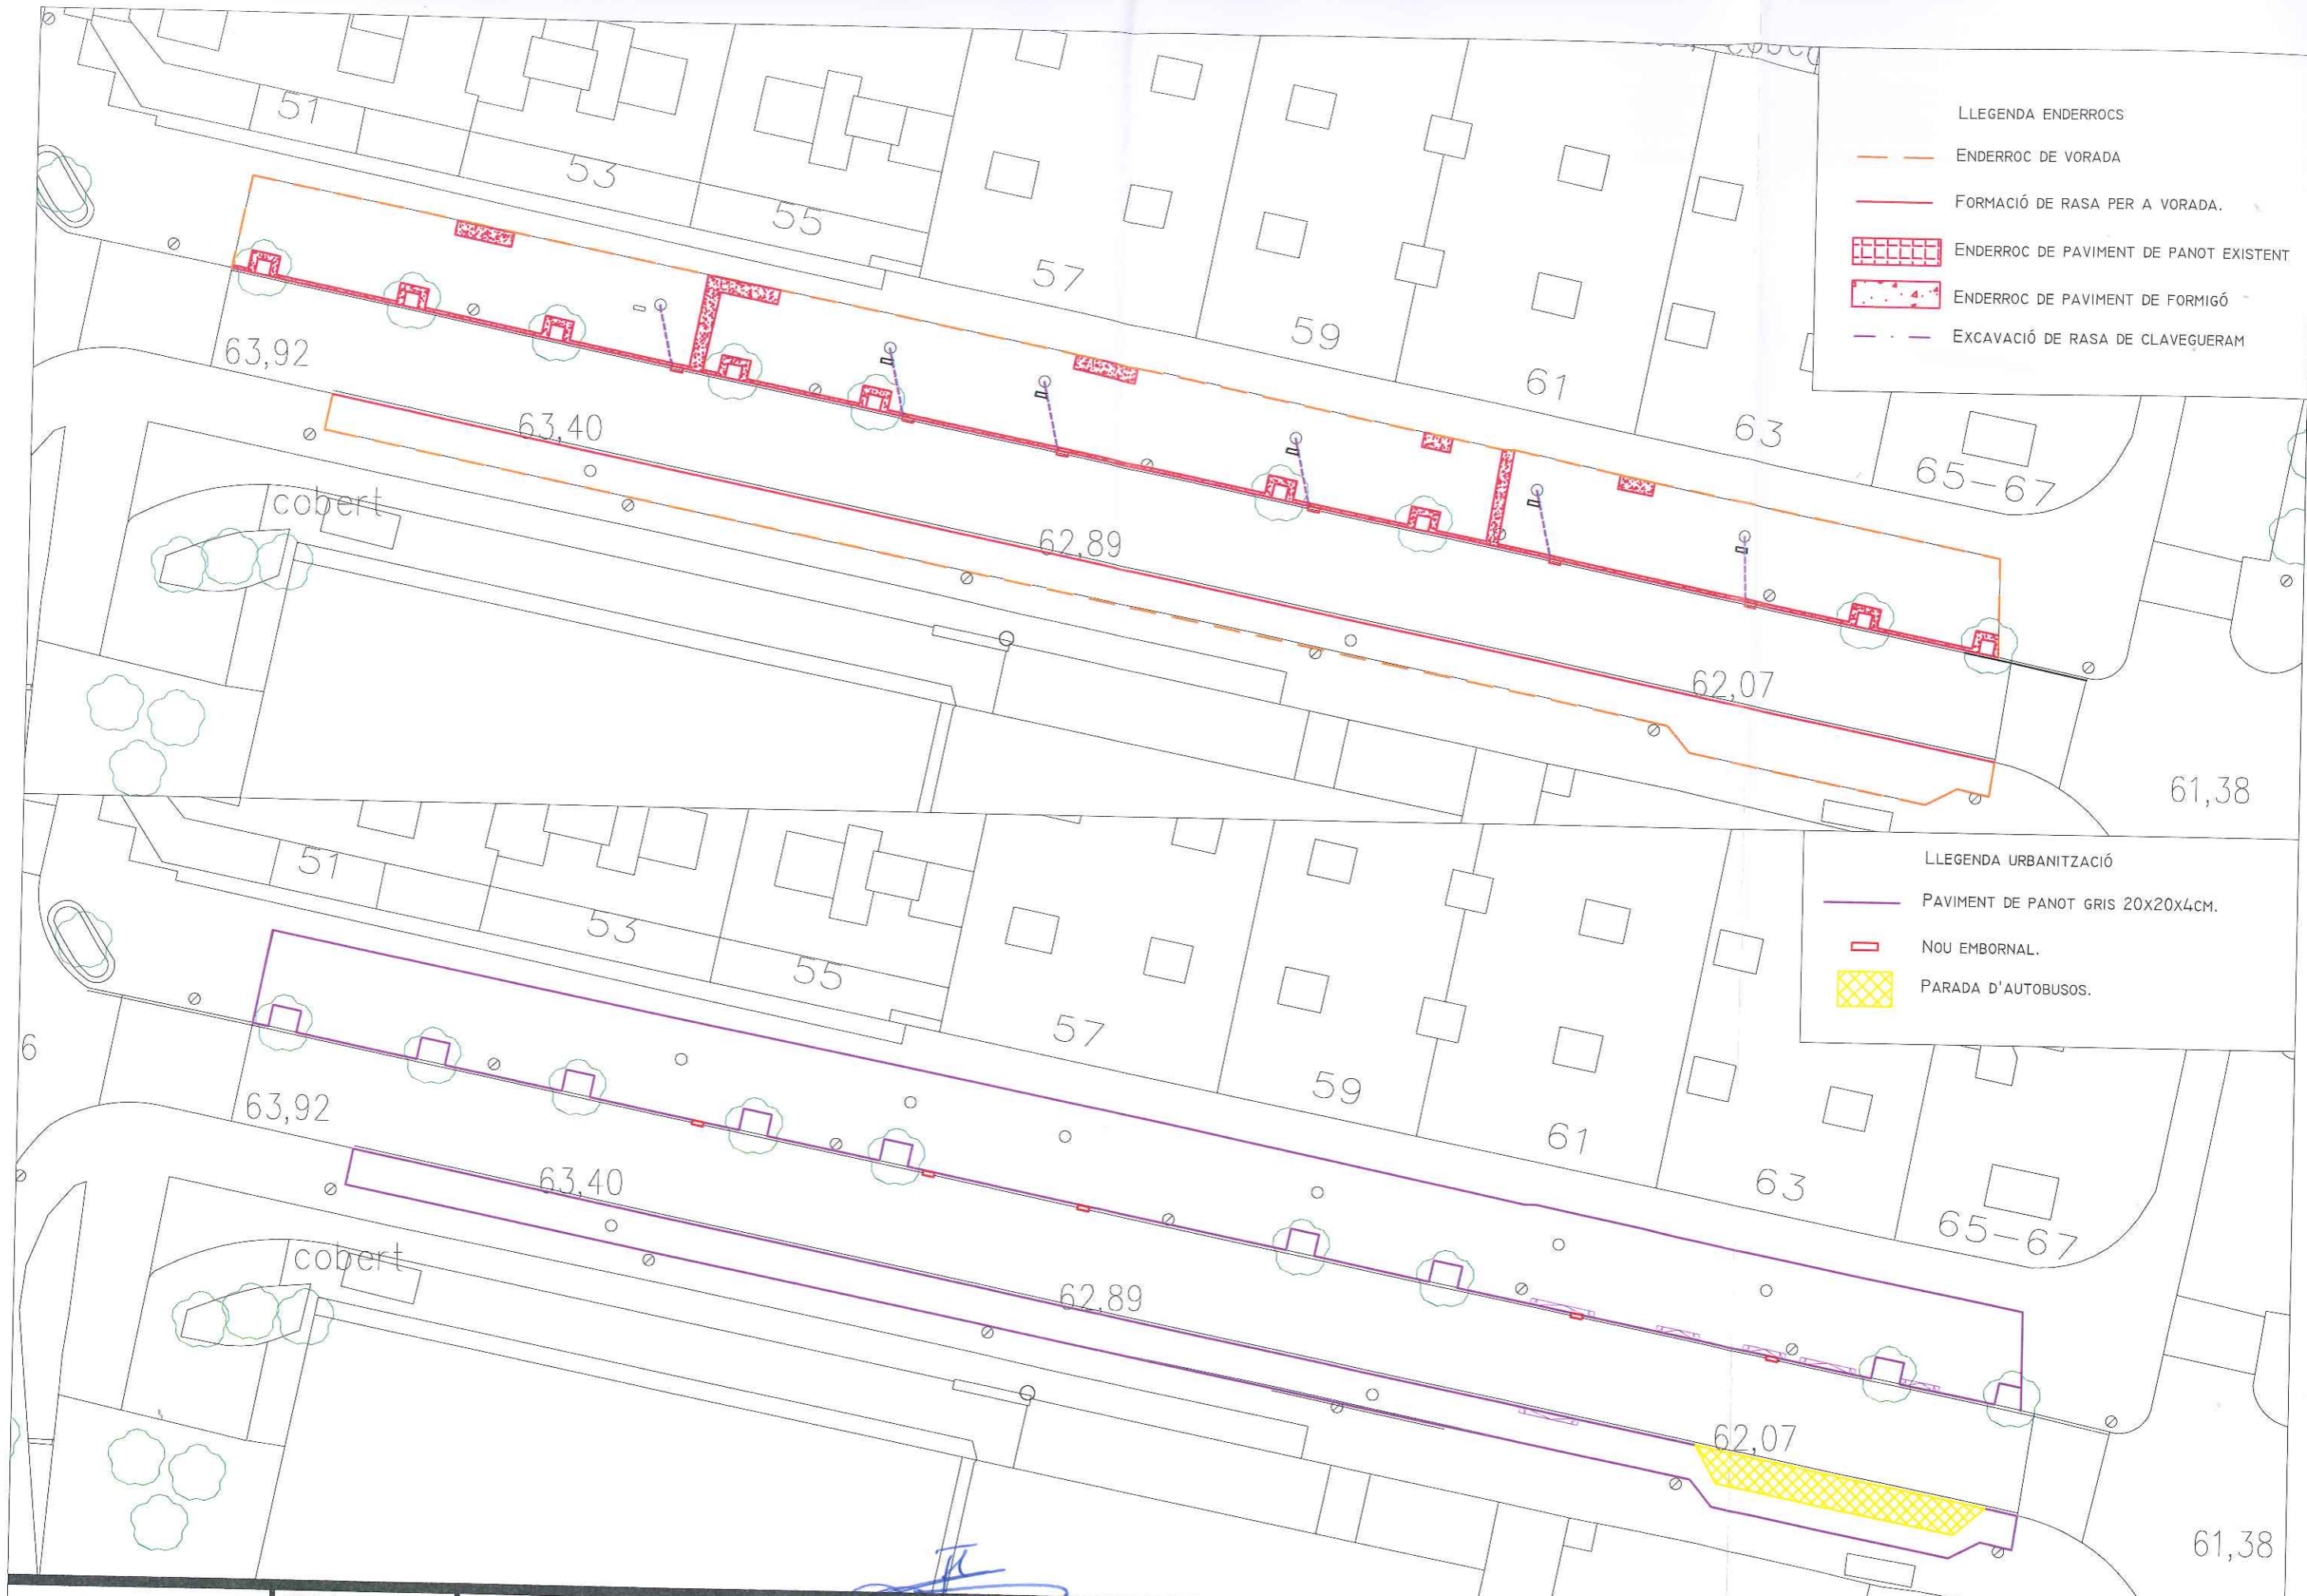 51
53
55
57
59
61
63
65-67
63,92
63,40
cobert
62,89
62,07
61,38
LLEGENDA ENDERROCS
ENDERROC DE VORADA
FORMACIÓ DE RASA PER A VORADA.
ENDERROC DE PAVIMENT DE PANOT EXISTENT
ENDERROC DE PAVIMENT DE FORMIGÓ
EXCAVACIÓ DE RASA DE CLAVEGUERAM
51
53
55
57
59
61
63
65-67
6
63,92
63,40
cobert
62,89
62,07
61,38
LLEGENDA URBANITZACIÓ
PAVIMENT DE PANOT GRIS 20X20X4CM.
NOU EMBORNAL.
PARADA D'AUTOBUSOS.